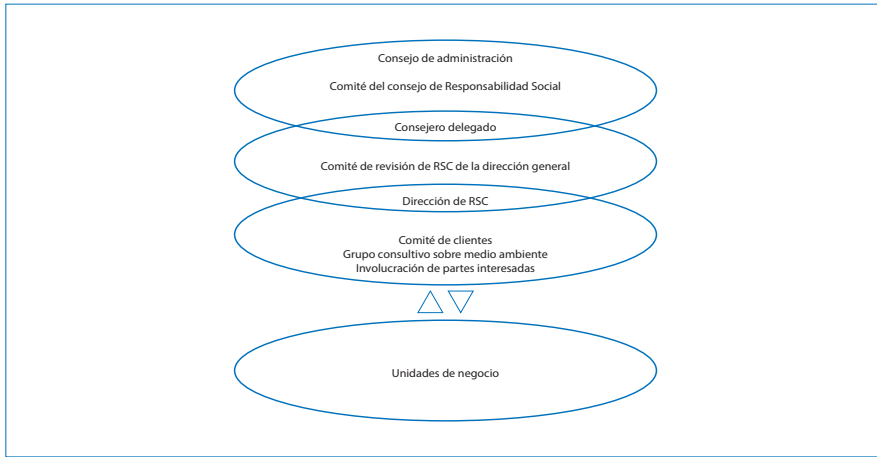 Consejo de administración
Comité del consejo de Responsabilidad Social
Consejero delegado
Comité de revisión de RSC de la dirección general
Dirección de RSC
Comité de clientes
Grupo consultivo sobre medio ambiente
Involucración de partes interesadas
Unidades de negocio